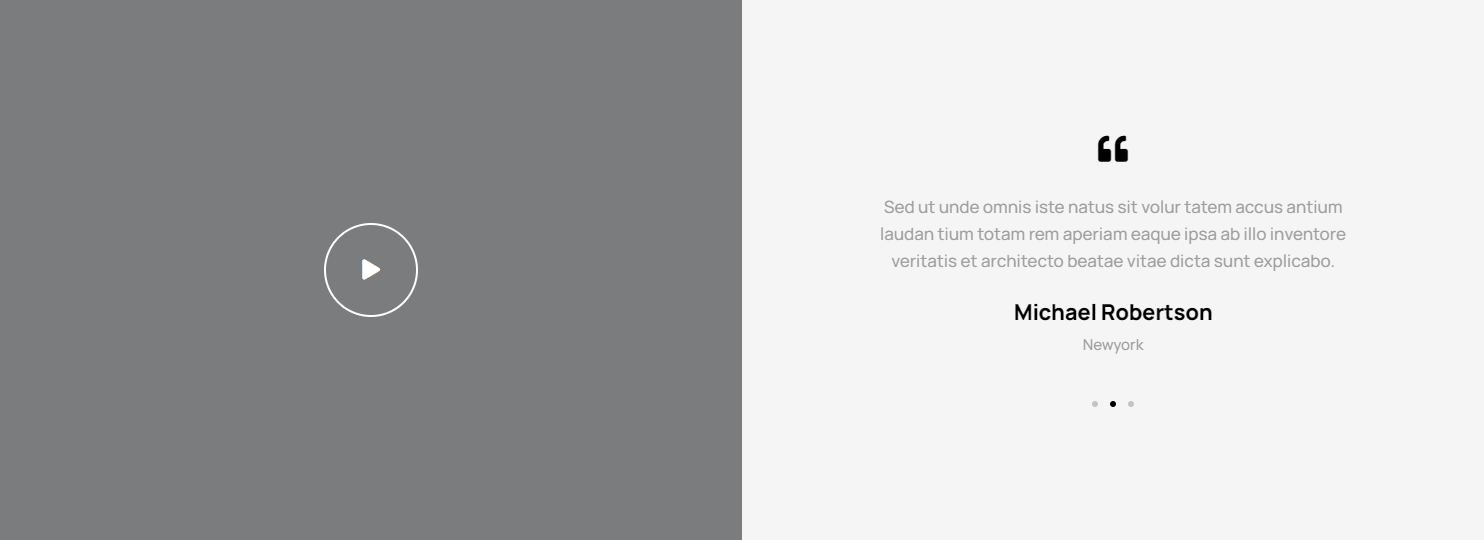 Sed ut unde omnis iste natus sit volur tatem accus antium
laudan tium totam rem aperiam eaque ipsa ab illo inventore
veritatis et architecto beatae vitae dicta sunt explicabo.
Michael Robertson
Newyork